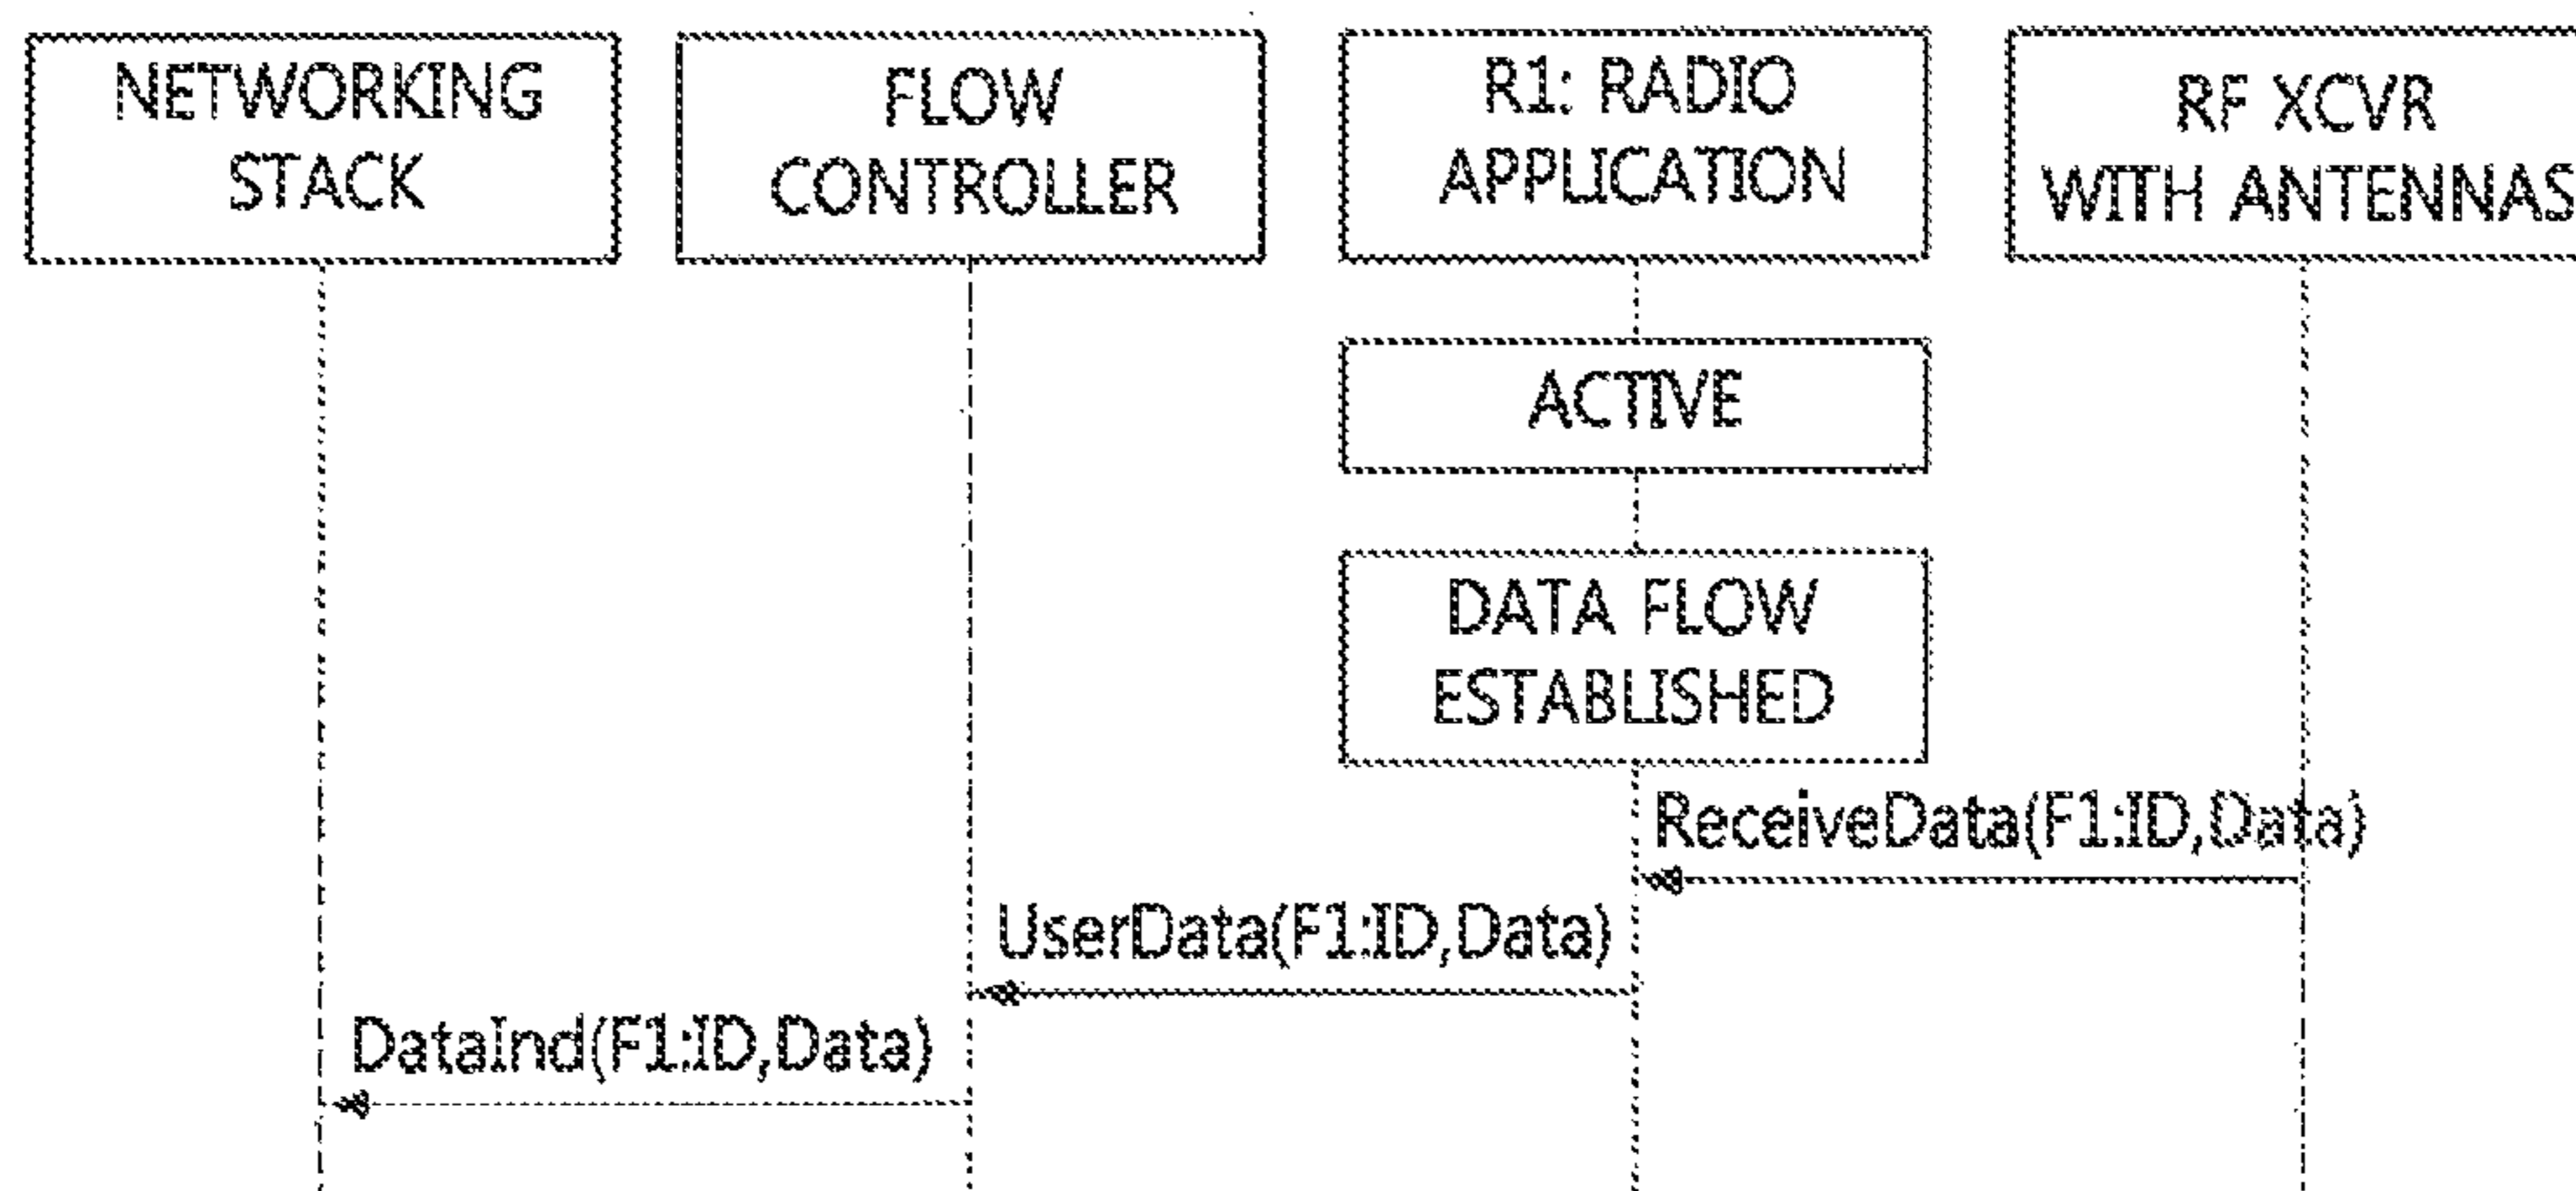 NETWORKING
STACK
FLOW
CONTROLLER
R1: RADIO
APPLICATION
RF XCVR
WITH ANTENNAS
ACTIVE
DATA FLOW
ESTABLISHED
ReceiveData(F1:ID,Data)
UserData(F1:ID,Data)
DataInd(F1:ID,Data)